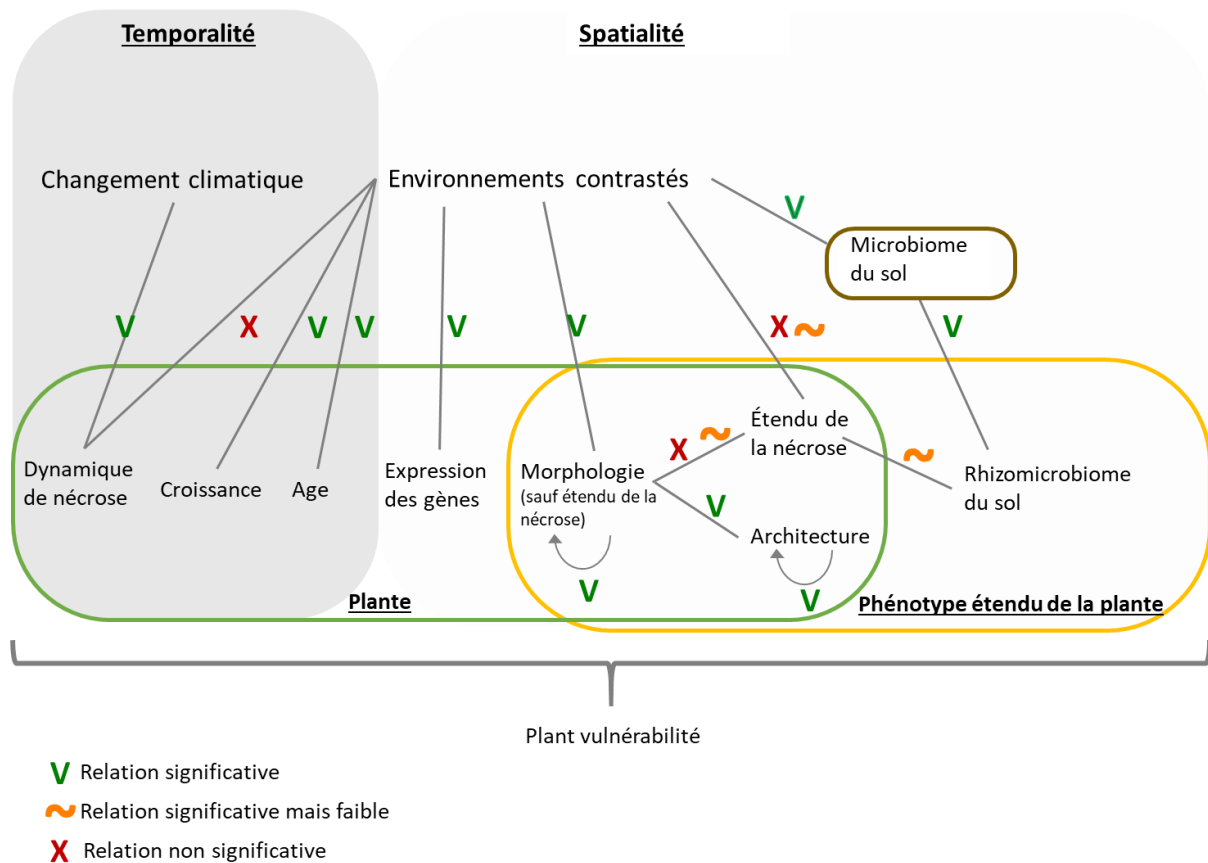 Temporalité
Spatialité
Changement climatique
Environnements contrastés
V
Microbiome
du sol
V
X
V
V
V
V
X ~
V
Dynamique
de nécrose
Croissance
Age
Expression
des gènes
Morphologie
(sauf étendu de la
nécrose)
X ~
Étendu de
la nécrose
~
Rhizomicrobiome
du sol
V
Architecture
V
V
Plante
Phénotype étendu de la plante
Plant vulnérabilité
V Relation significative
~ Relation significative mais faible
X Relation non significative